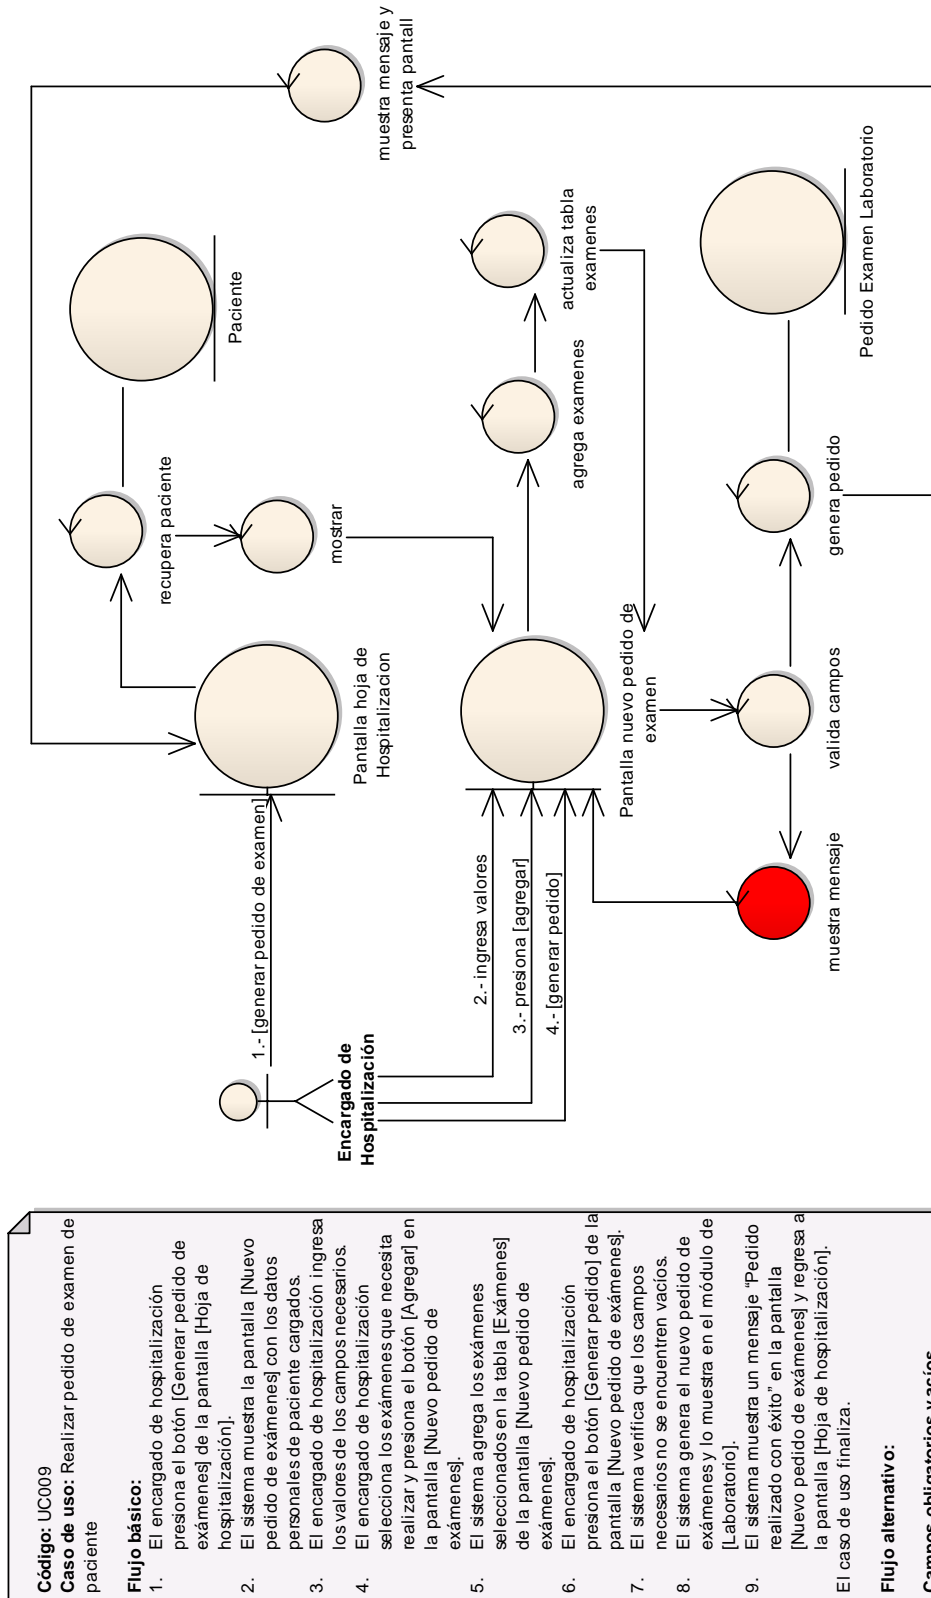 Código: UC009
Caso de uso: Realizar pedido de examen de
paciente
Flujo básico:
1. El encargado de hospitalización
presiona el botón [Generar pedido de
exámenes] de la pantalla [Hoja de
hospitalización].
2. El sistema muestra la pantalla [Nuevo
pedido de exámenes] con los datos
personales de paciente cargados.
3. El encargado de hospitalización ingresa
los valores de los campos necesarios.
4. El encargado de hospitalización
selecciona los exámenes que necesita
realizar y presiona el botón [Agregar] en
la pantalla [Nuevo pedido de
exámenes].
5. El sistema agrega los exámenes
seleccionados en la tabla [Exámenes]
de la pantalla [Nuevo pedido de
exámenes].
6. El encargado de hospitalización
presiona el botón [Generar pedido] de la
pantalla [Nuevo pedido de exámenes].
7. El sistema verifica que los campos
necesarios no se encuentren vacíos.
8. El sistema genera el nuevo pedido de
exámenes y lo muestra en el módulo de
[Laboratorio].
9. El sistema muestra un mensaje “Pedido
realizado con éxito” en la pantalla
[Nuevo pedido de exámenes] y regresa a
la pantalla [Hoja de hospitalización].
El caso de uso finaliza.
Flujo alternativo:
Campos obligatorios vacíos
Encargado de
Hospitalización
1.- [generar pedido de examen]
2.- ingresa valores
3.- presiona [agregar]
4.- [generar pedido]
Pantalla hoja de
Hospitalizacion
recupera paciente
Paciente
mostrar
muestra mensaje y
presenta pantall
Pantalla nuevo pedido de
examen
agrega examenes
actualiza tabla
examenes
muestra mensaje
valida campos
genera pedido
Pedido Examen Laboratorio